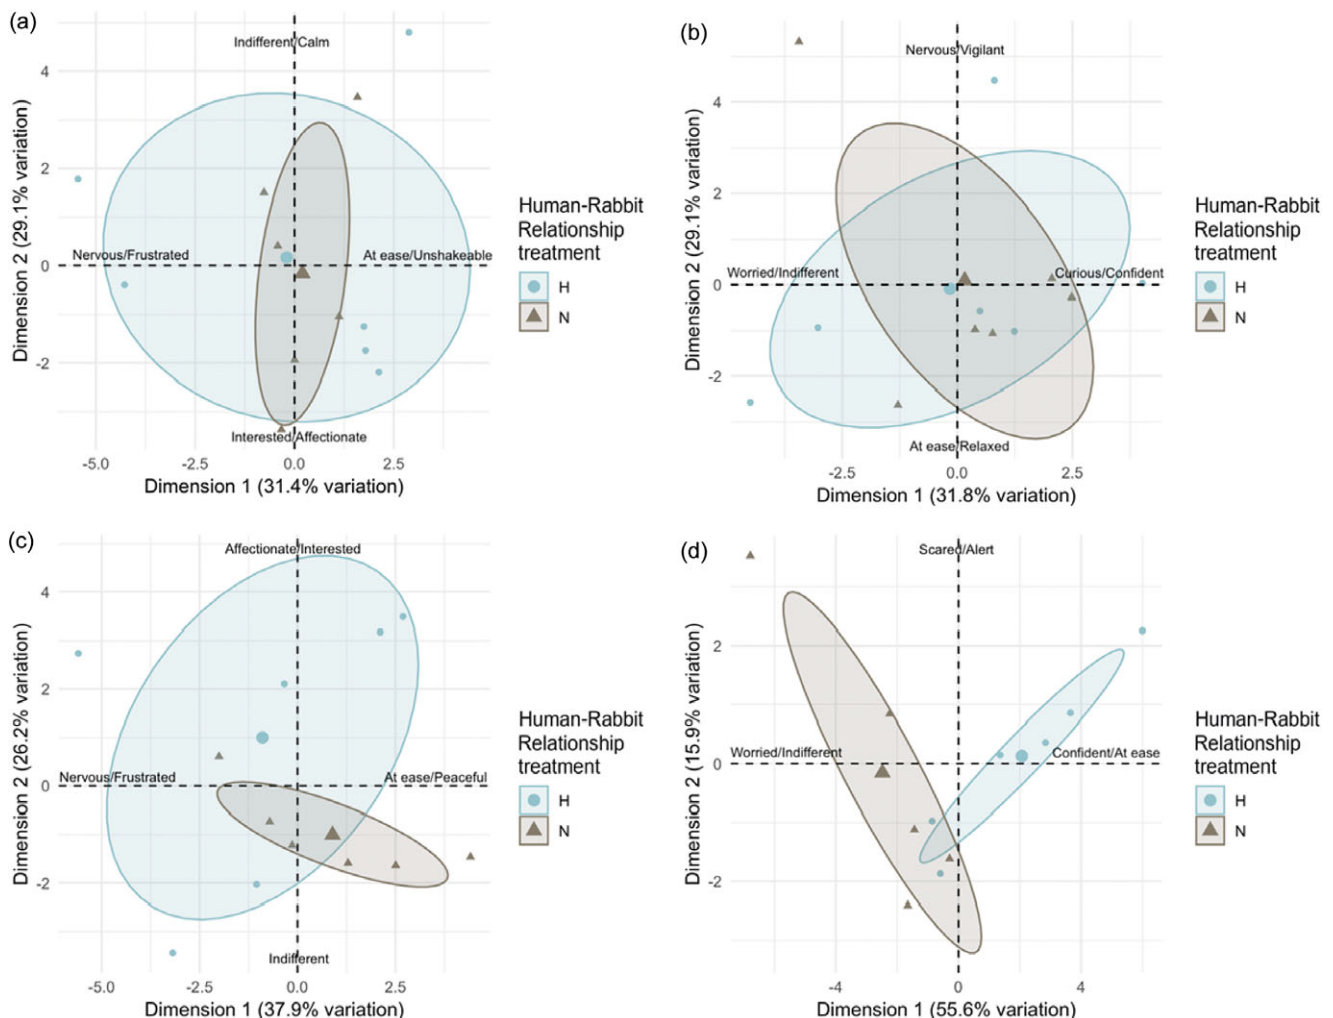 (a)
Indifferent/Calm
4
2
0
-2
Nervous/Frustrated
At ease/Unshakeable
Interested/Affectionate
-5.0 -2.5 0.0 2.5
Dimension 1 (31.4% variation)
Dimension 2 (29.1% variation)
Human-Rabbit
Relationship
treatment
H
N
(b)
Nervous/Vigilant
4
2
0
-2
Worried/Indifferent
Curious/Confident
At ease/Relaxed
-2.5 0.0 2.5
Dimension 1 (31.8% variation)
Dimension 2 (29.1% variation)
Human-Rabbit
Relationship
treatment
H
N
(c)
Affectionate/Interested
4
2
0
-2
Nervous/Frustrated
At ease/Peaceful
Indifferent
-5.0 -2.5 0.0 2.5
Dimension 1 (37.9% variation)
Dimension 2 (26.2% variation)
Human-Rabbit
Relationship
treatment
H
N
(d)
Scared/Alert
2
0
-2
Worried/Indifferent
Confident/At ease
-4 0 4
Dimension 1 (55.6% variation)
Dimension 2 (15.9% variation)
Human-Rabbit
Relationship
treatment
H
N